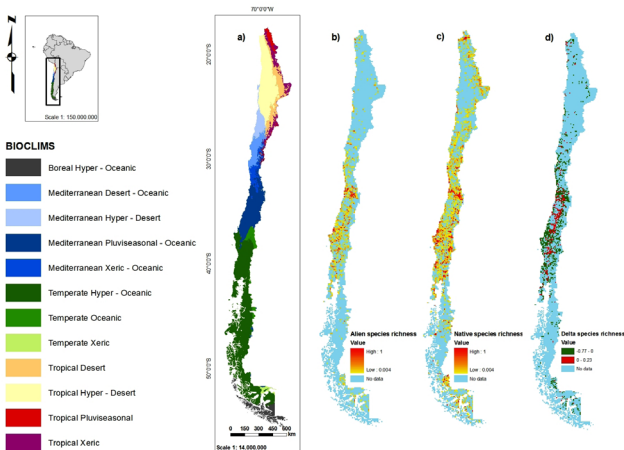 70°0'0"W
a)
b)
c)
d)
20°0'0"S
30°0'0"S
40°0'0"S
50°0'0"S
Scale 1: 150.000.000
BIOCLIMS
Boreal Hyper - Oceanic
Mediterranean Desert - Oceanic
Mediterranean Hyper - Desert
Mediterranean Pluviseasonal - Oceanic
Mediterranean Xeric - Oceanic
Temperate Hyper - Oceanic
Temperate Oceanic
Temperate Xeric
Tropical Desert
Tropical Hyper - Desert
Tropical Pluviseasonal
Tropical Xeric
0 150 300 450 600
km
Scale 1: 14.000.000
Alien species richness
Value
High : 1
Low : 0.004
No data
Native species richness
Value
High : 1
Low : 0.004
No data
Delta species richness
Value
-0.77 - 0
0 - 0.23
No data